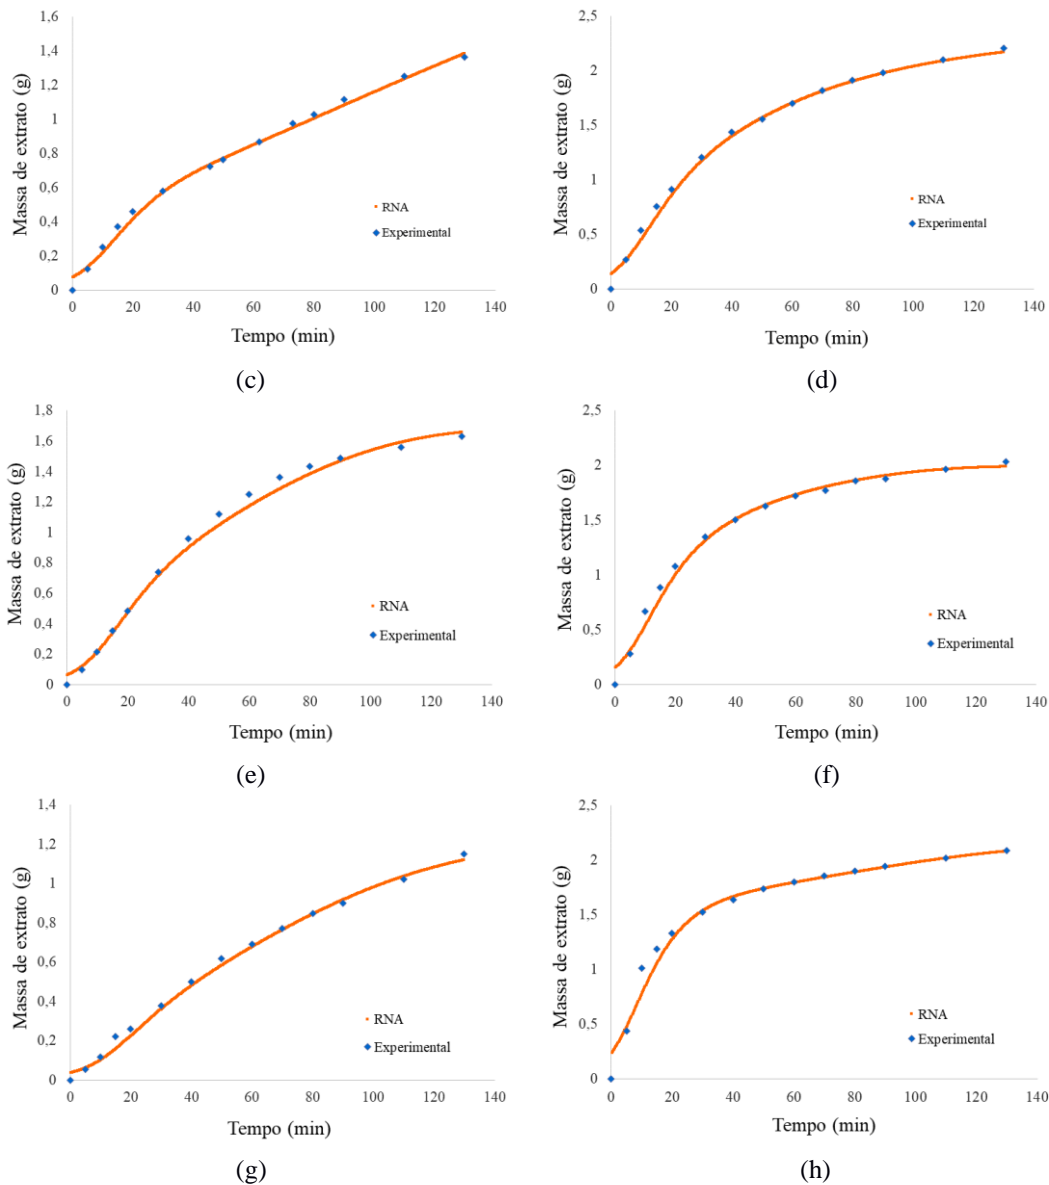 1,6
1,4
1,2
1
0,8
0,6
0,4
0,2
0
Massa de extrato (g)
RNA
Experimental
0 20 40 60 80 100 120 140
Tempo (min)
(c)
2,5
2
1,5
1
0,5
0
Massa de extrato (g)
RNA
Experimental
0 20 40 60 80 100 120 140
Tempo (min)
(d)
1,8
1,6
1,4
1,2
1
0,8
0,6
0,4
0,2
0
Massa de extrato (g)
RNA
Experimental
0 20 40 60 80 100 120 140
Tempo (min)
(e)
2,5
2
1,5
1
0,5
0
Massa de extrato (g)
RNA
Experimental
0 20 40 60 80 100 120 140
Tempo (min)
(f)
1,4
1,2
1
0,8
0,6
0,4
0,2
0
Massa de extrato (g)
RNA
Experimental
0 20 40 60 80 100 120 140
Tempo (min)
(g)
2,5
2
1,5
1
0,5
0
Massa de extrato (g)
RNA
Experimental
0 20 40 60 80 100 120 140
Tempo (min)
(h)